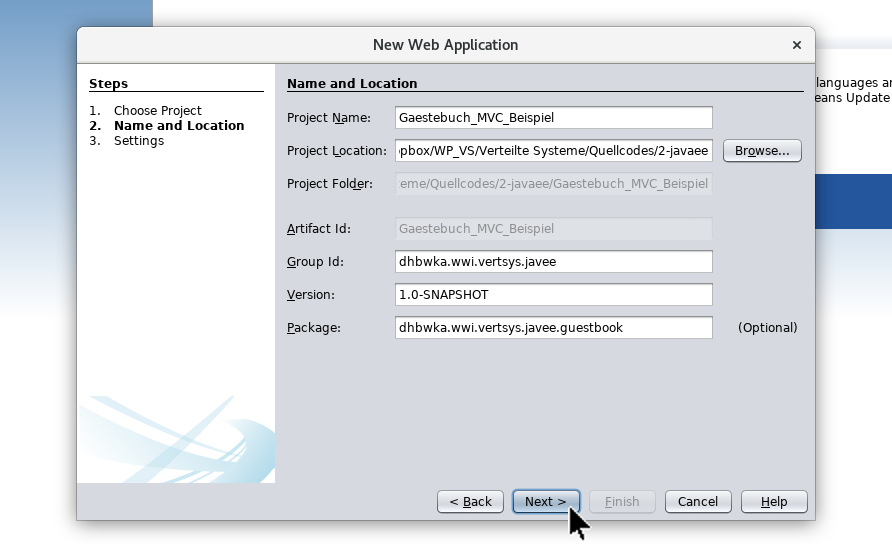 New Web Application
Steps
1. Choose Project
2. Name and Location
3. Settings
Name and Location
Project Name: Gaestebuch_MVC_Beispiel
Project Location: pbox/WP_VS/Verteilte Systeme/Quellcodes/2-javaee Browse...
Project Folder: eme/Quellcodes/2-javaee/Gaestebuch_MVC_Beispiel
Artifact Id: Gaestebuch_MVC_Beispiel
Group Id: dhbwka.wwi.vertsys.javee
Version: 1.0-SNAPSHOT
Package: dhbwka.wwi.vertsys.javee.guestbook (Optional)
< Back Next > Finish Cancel Help
languages a
eans Update